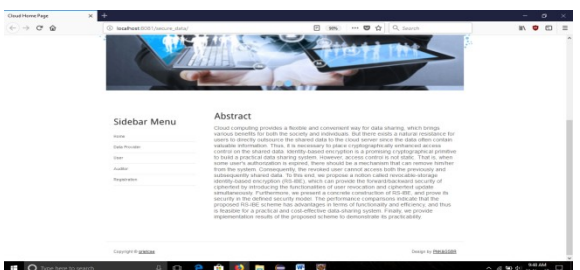 Cloud Home Page
localhost:8081/secure_data/
80%
Search
Sidebar Menu
Home
Data Provider
User
Auditor
Registration
Abstract
Cloud computing provides a flexible and convenient way for data sharing, which brings
various benefits for both the society and individuals. But there exists a natural resistance for
users to directly outsource the shared data to the cloud server since the data often contain
valuable information. Thus, it is necessary to place cryptographically enhanced access
control on the shared data. Identity-based encryption is a promising cryptographical primitive
to build a practical data sharing system. However, access control is not static. That is, when
some user's authorization is expired, there should be a mechanism that can remove him/her
from the system. Consequently, the revoked user cannot access both the previously and
subsequently shared data. To this end, we propose a notion called revocable-storage
identity-based encryption (RS-IBE), which can provide the forward/backward security of
ciphertext by introducing the functionalities of user revocation and ciphertext update
simultaneously. Furthermore, we present a concrete construction of RS-IBE, and prove its
security in the defined security model. The performance comparisons indicate that the
proposed RS-IBE scheme has advantages in terms of functionality and efficiency, and thus
is feasible for a practical and cost-effective data-sharing system. Finally, we provide
implementation results of the proposed scheme to demonstrate its practicability.
Copyright ©
Design by
Type here to search
9:40 AM